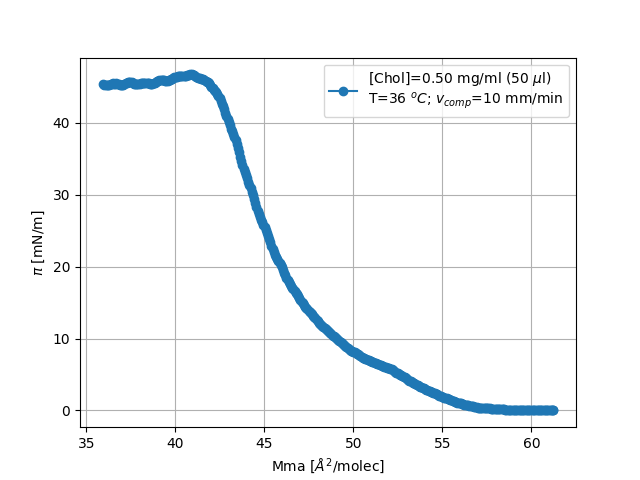 [Chol]=0.50 mg/ml (50 μl)
T=36 °C; v_comp=10 mm/min
40
30
20
10
0
π [mN/m]
35 40 45 50 55 60
Mma [Å²/molec]